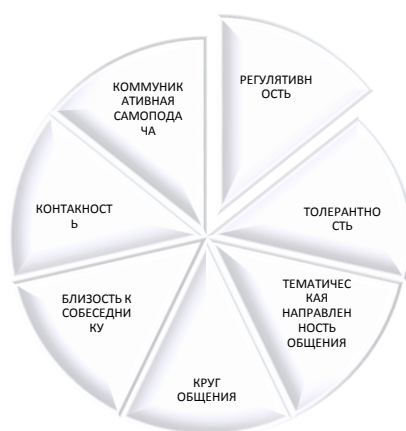 РЕГУЛЯТИВН
ОСТЬ
ТОЛЕРАНТНО
СТЬ
ТЕМАТИЧЕС
КАЯ
НАПРАВЛЕН
НОСТЬ
ОБЩЕНИЯ
КРУГ
ОБЩЕНИЯ
БЛИЗОСТЬ К
СОБЕСЕДНИ
КУ
КОНТАКНОСТ
Ь
КОММУНИК
АТИВНАЯ
САМОПОДА
ЧА